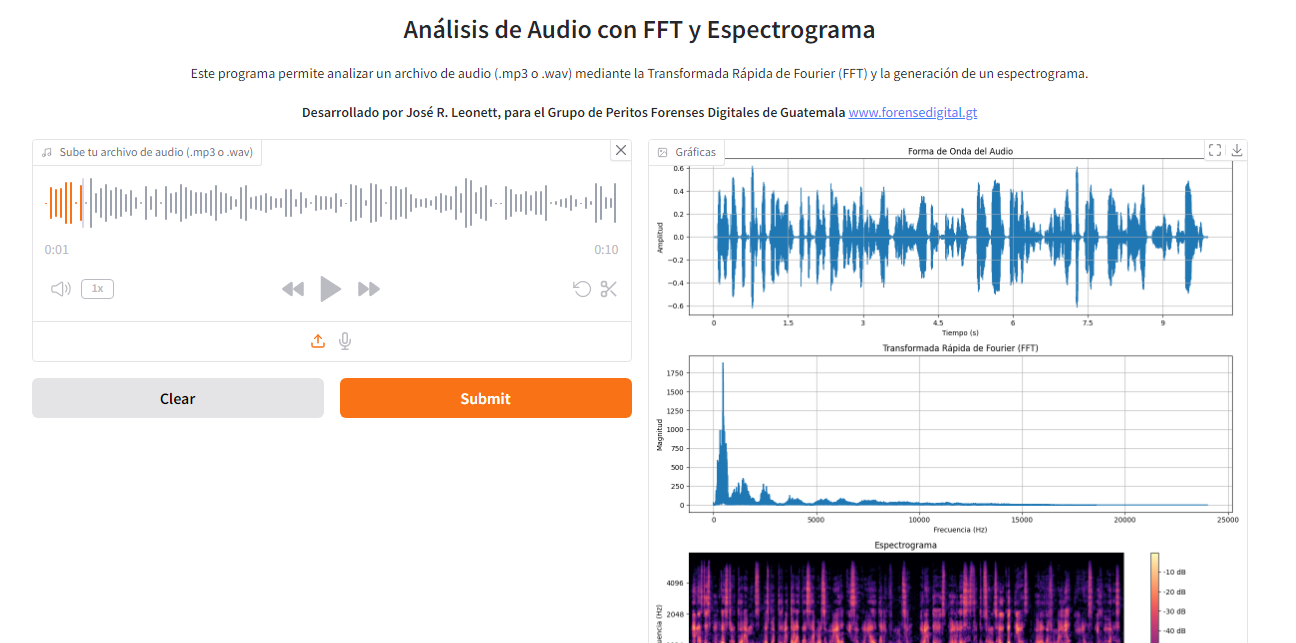 Análisis de Audio con FFT y Espectrograma
Este programa permite analizar un archivo de audio (.mp3 o .wav) mediante la Transformada Rápida de Fourier (FFT) y la generación de un espectrograma.
Desarrollado por José R. Leonett, para el Grupo de Peritos Forenses Digitales de Guatemala www.forensedigital.gt
Sube tu archivo de audio (.mp3 o .wav)
0:01
0:10
1x
Clear
Submit
Gráficas
Forma de Onda del Audio
0.6
0.4
0.2
0.0
−0.2
−0.4
−0.6
Amplitud
0 1.5 3 4.5 6 7.5 9
Tiempo (s)
Transformada Rápida de Fourier (FFT)
1750
1500
1250
1000
750
500
250
0
Magnitud
0 5000 10000 15000 20000 25000
Frecuencia (Hz)
Espectrograma
4096
2048
-10 dB
-20 dB
-30 dB
-40 dB